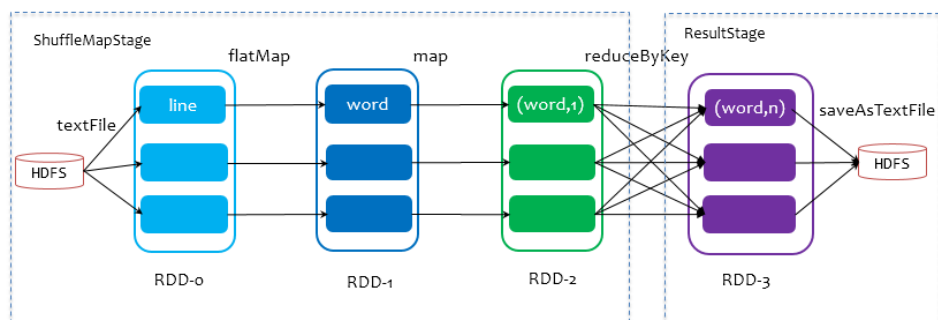 ShuffleMapStage
ResultStage
flatMap
map
reduceByKey
line
word
(word,1)
(word,n)
textFile
saveAsTextFile
HDFS
HDFS
RDD-0
RDD-1
RDD-2
RDD-3